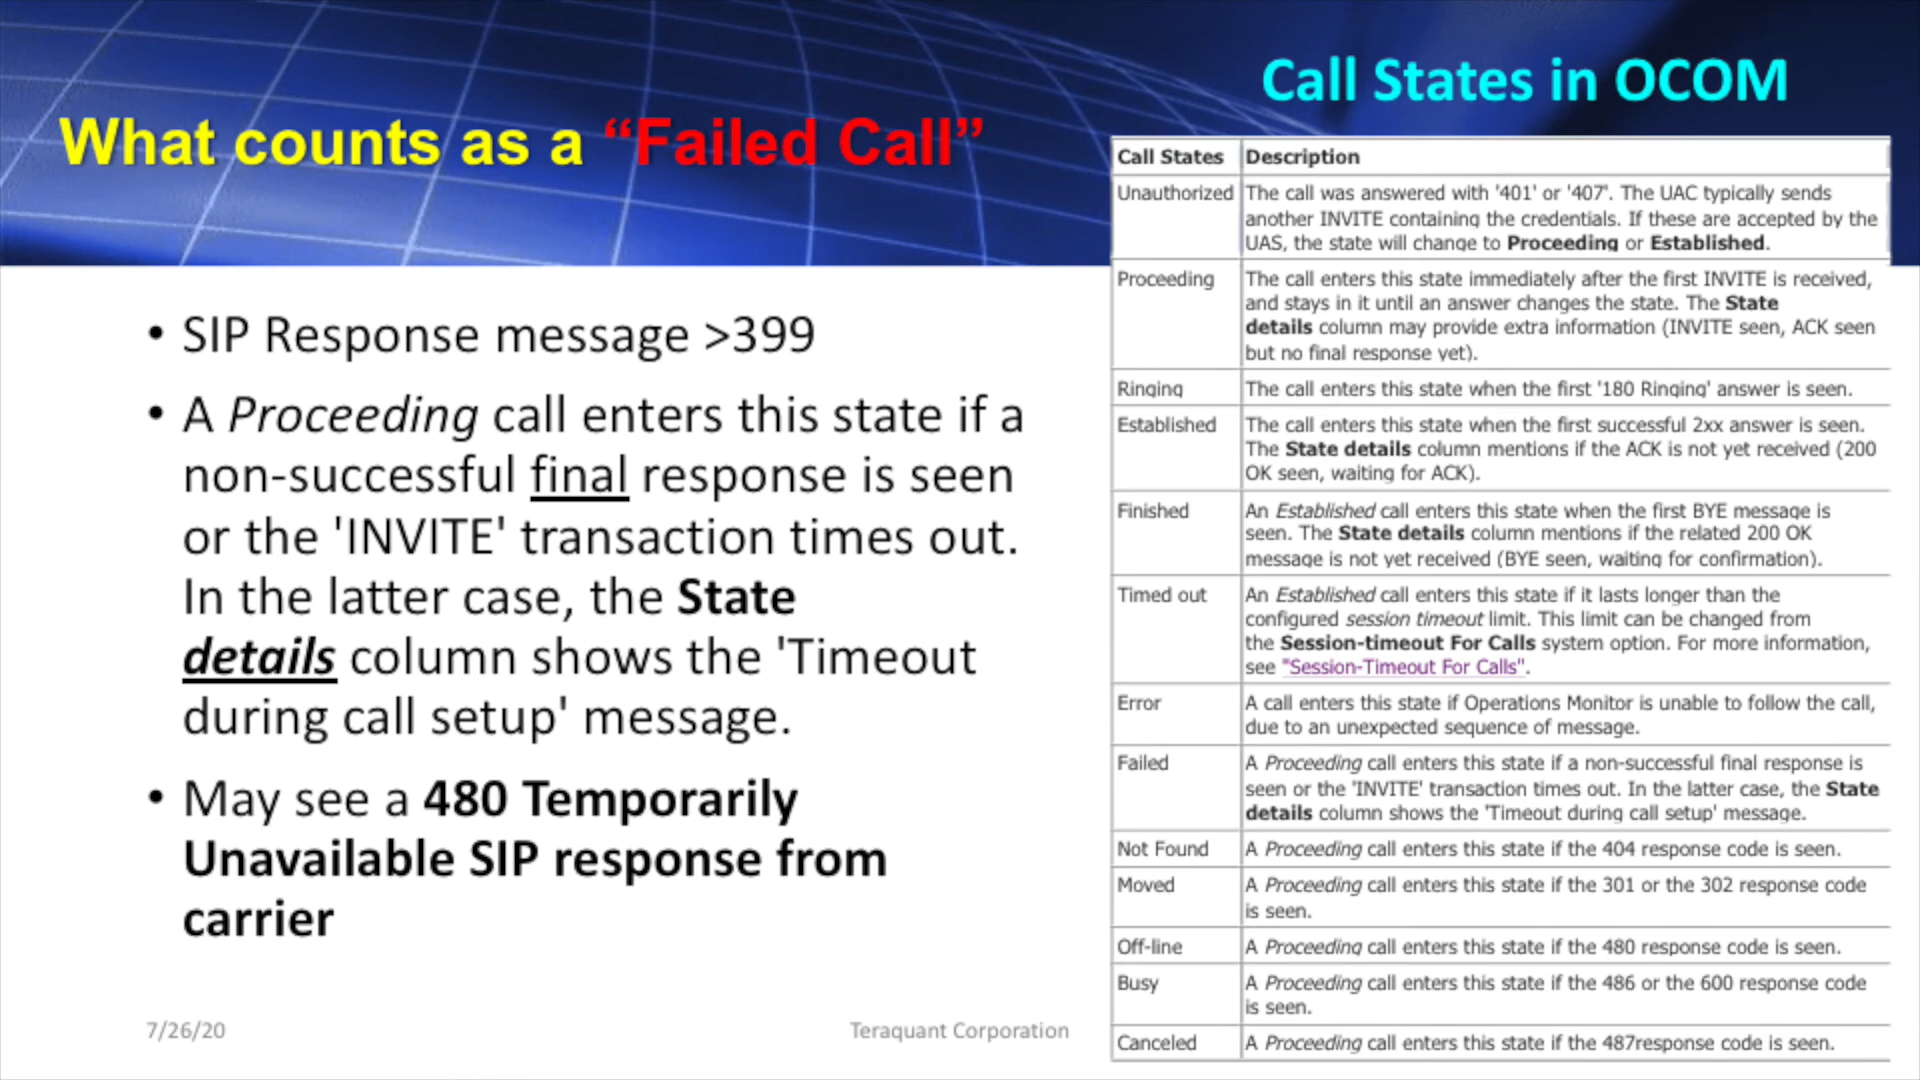 What counts as a “Failed Call”
• SIP Response message >399
• A Proceeding call enters this state if a
non-successful final response is seen
or the 'INVITE' transaction times out.
In the latter case, the State
details column shows the 'Timeout
during call setup' message.
• May see a 480 Temporarily
Unavailable SIP response from
carrier
7/26/20
Teraquant Corporation
Call States in OCOM
Call States Description
Unauthorized The call was answered with '401' or '407'. The UAC typically sends
another INVITE containing the credentials. If these are accepted by the
UAS, the state will change to Proceeding or Established.
Proceeding The call enters this state immediately after the first INVITE is received,
and stays in it until an answer changes the state. The State
details column may provide extra information (INVITE seen, ACK seen
but no final response yet).
Ringing The call enters this state when the first '180 Ringing' answer is seen.
Established The call enters this state when the first successful 2xx answer is seen.
The State details column mentions if the ACK is not yet received (200
OK seen, waiting for ACK).
Finished An Established call enters this state when the first BYE message is
seen. The State details column mentions if the related 200 OK
message is not yet received (BYE seen, waiting for confirmation).
Timed out An Established call enters this state if it lasts longer than the
configured session timeout limit. This limit can be changed from
the Session-timeout For Calls system option. For more information,
see "Session-Timeout For Calls".
Error A call enters this state if Operations Monitor is unable to follow the call,
due to an unexpected sequence of message.
Failed A Proceeding call enters this state if a non-successful final response is
seen or the 'INVITE' transaction times out. In the latter case, the State
details column shows the 'Timeout during call setup' message.
Not Found A Proceeding call enters this state if the 404 response code is seen.
Moved A Proceeding call enters this state if the 301 or the 302 response code
is seen.
Off-line A Proceeding call enters this state if the 480 response code is seen.
Busy A Proceeding call enters this state if the 486 or the 600 response code
is seen.
Canceled A Proceeding call enters this state if the 487response code is seen.